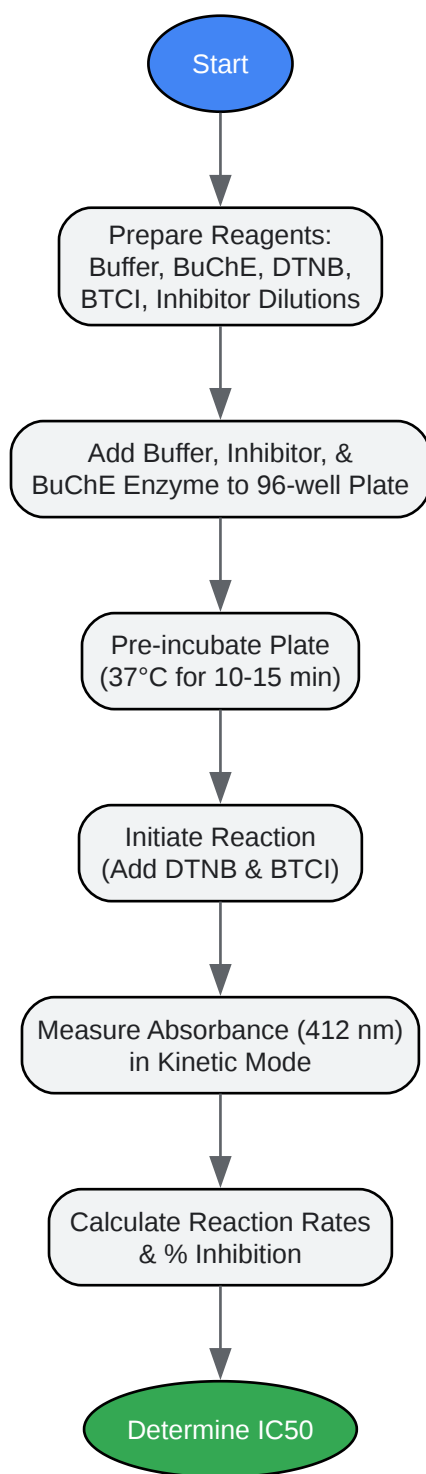 Start
Prepare Reagents:
Buffer, BuChE, DTNB,
BTCI, Inhibitor Dilutions
Add Buffer, Inhibitor, &
BuChE Enzyme to 96-well Plate
Pre-incubate Plate
(37°C for 10-15 min)
Initiate Reaction
(Add DTNB & BTCI)
Measure Absorbance (412 nm)
in Kinetic Mode
Calculate Reaction Rates
& % Inhibition
Determine IC50